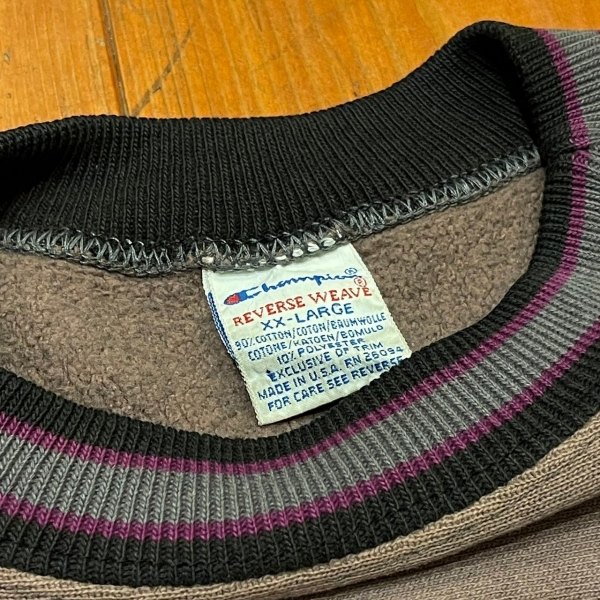 Champion®
REVERSE WEAVE®
XX-LARGE
90% COTTON/COTON/BAUMWOLLE
COTONE/KATOEN/BOMULD
10% POLYESTER
EXCLUSIVE OF TRIM
MADE IN U.S.A. RN 26094
FOR CARE SEE REVERSE